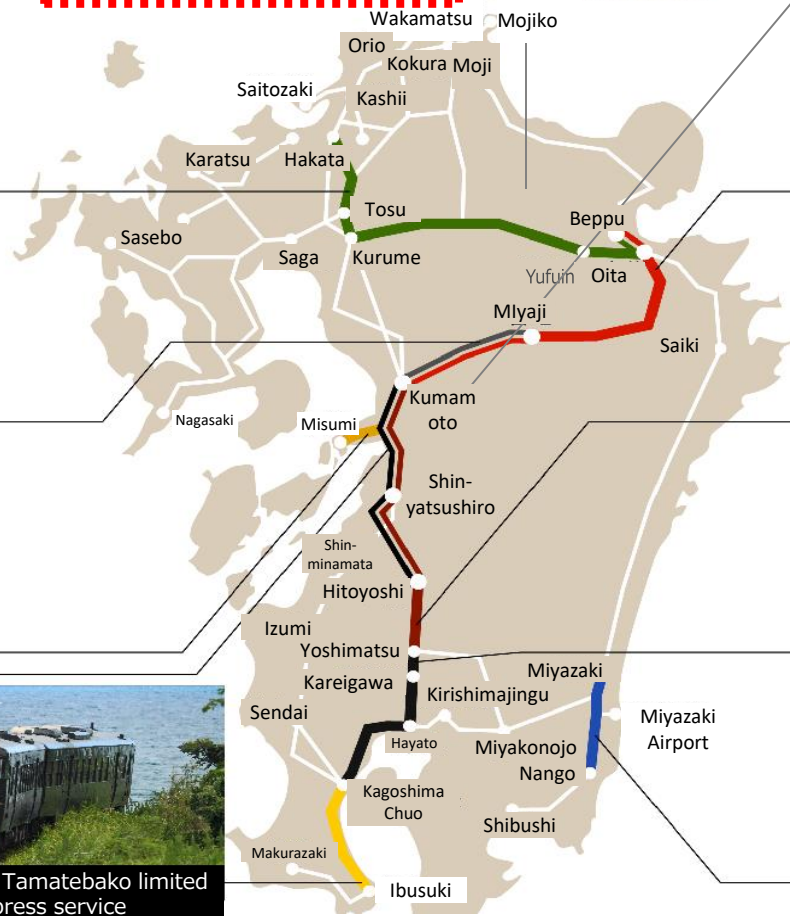 Wakamatsu
Mojiko
Orio
Kokura
Moji
Saitozaki
Kashii
Karatsu
Hakata
Tosu
Beppu
Sasebo
Saga
Kurume
Yufuin
Oita
MIyaji
Saiki
Nagasaki
Misumi
Kumam
oto
Shin-
yatsushiro
Shin-
minamata
Hitoyoshi
Izumi
Yoshimatsu
Kareigawa
Miyazaki
Kirishimajingu
Sendai
Hayato
Miyakonojo
Miyazaki
Airport
Nango
Kagoshima
Chuo
Shibushi
Makurazaki
Ibusuki
Tamatebako limited
press service